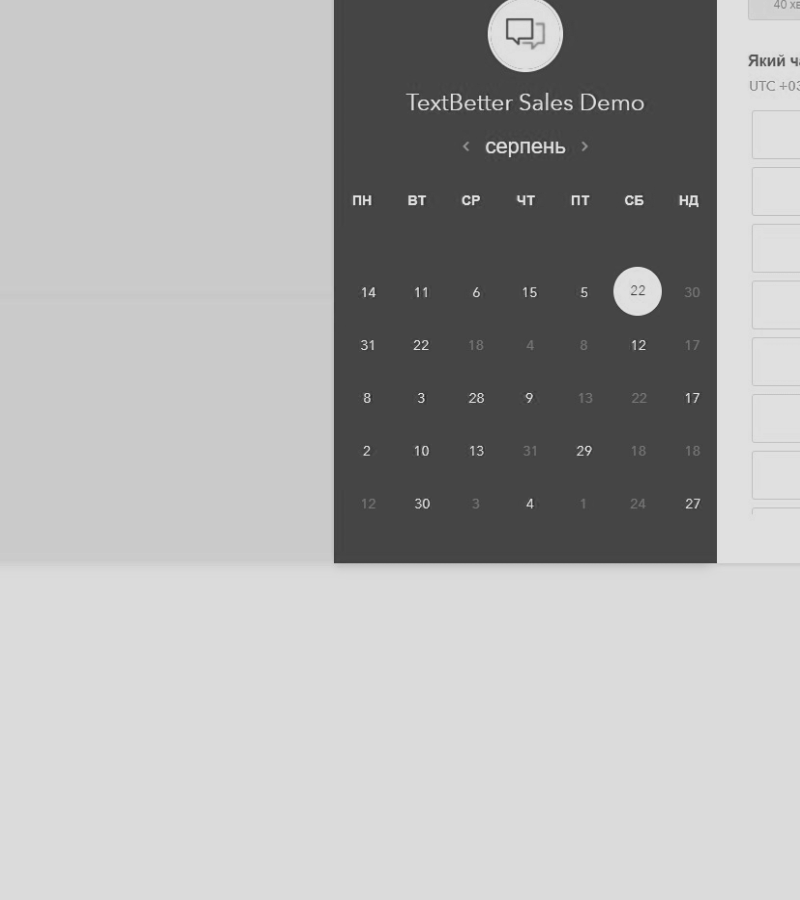 40
TextBetter Sales Demo
Який
UTC +03
< серпень >
ПН ВТ СР ЧТ ПТ СБ НД
14 11 6 15 5 22 30
31 22 18 4 8 12 17
8 3 28 9 13 22 17
2 10 13 31 29 18 18
12 30 3 4 1 24 27